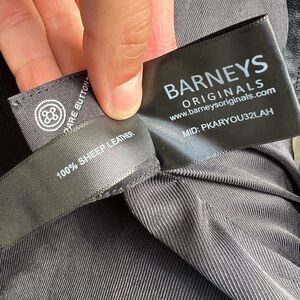 BARNEYS
ORIGINALS
www.barneysoriginals.com
MID: PKARYOU32LAH
100% SHEEP LEATHER